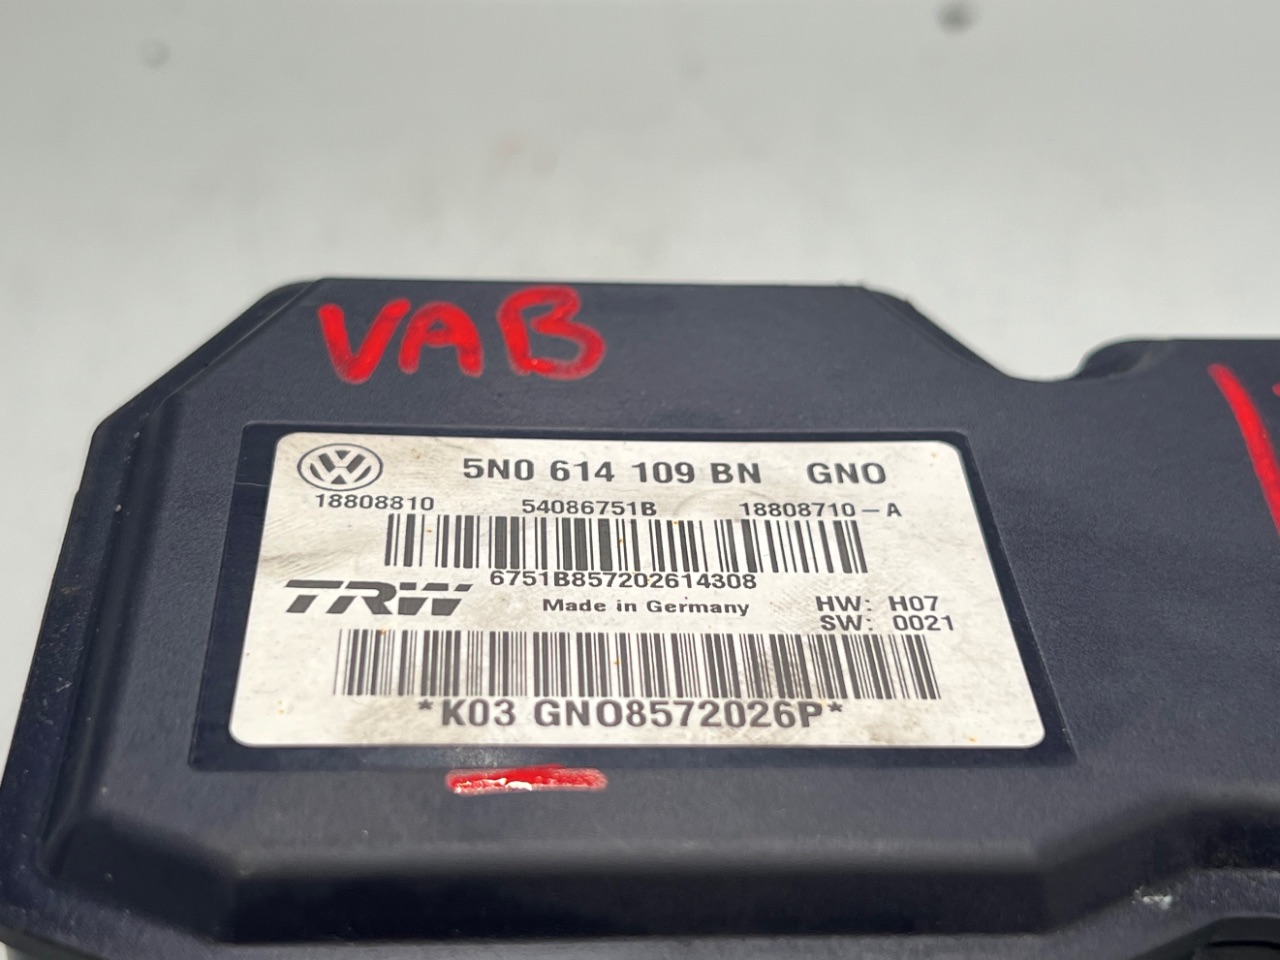 VAB
5N0 614 109 BN GNO
18808810 54086751B 18808710-A
6751B857202614308
TRW
Made in Germany
HW: H07
SW: 0021
*K03 GNO8572026P*